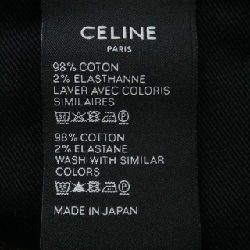 CELINE
PARIS
98% COTON
2% ELASTHANNE
LAVER AVEC COLORIS
SIMILAIRES
98% COTTON
2% ELASTANE
WASH WITH SIMILAR
COLORS
MADE IN JAPAN